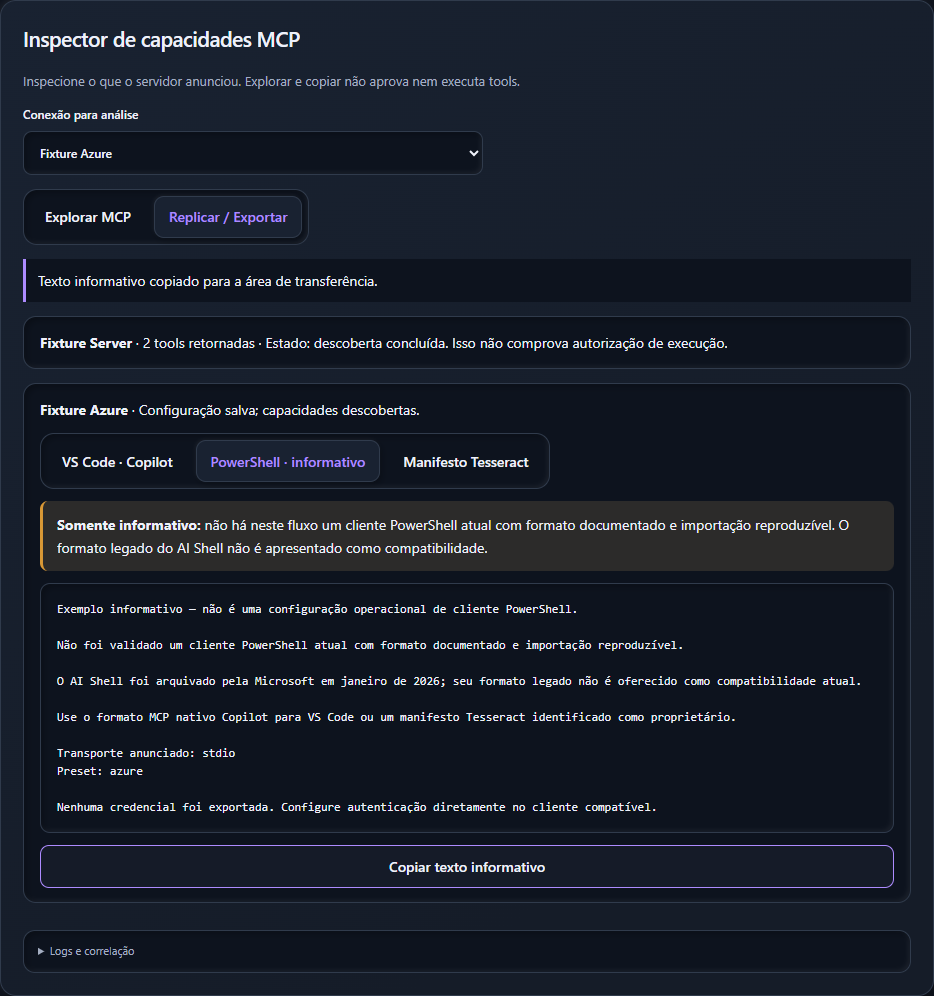 Inspector de capacidades MCP
Inspecione o que o servidor anunciou. Explorar e copiar não aprova nem executa tools.
Conexão para análise
Fixture Azure
Explorar MCP
Replicar / Exportar
Texto informativo copiado para a área de transferência.
Fixture Server · 2 tools retornadas · Estado: descoberta concluída. Isso não comprova autorização de execução.
Fixture Azure · Configuração salva; capacidades descobertas.
VS Code · Copilot
PowerShell · informativo
Manifesto Tesseract
Somente informativo: não há neste fluxo um cliente PowerShell atual com formato documentado e importação reproduzível. O
formato legado do AI Shell não é apresentado como compatibilidade.
Exemplo informativo — não é uma configuração operacional de cliente PowerShell.
Não foi validado um cliente PowerShell atual com formato documentado e importação reproduzível.
O AI Shell foi arquivado pela Microsoft em janeiro de 2026; seu formato legado não é oferecido como compatibilidade atual.
Use o formato MCP nativo Copilot para VS Code ou um manifesto Tesseract identificado como proprietário.
Transporte anunciado: stdio
Preset: azure
Nenhuma credencial foi exportada. Configure autenticação diretamente no cliente compatível.
Copiar texto informativo
Logs e correlação